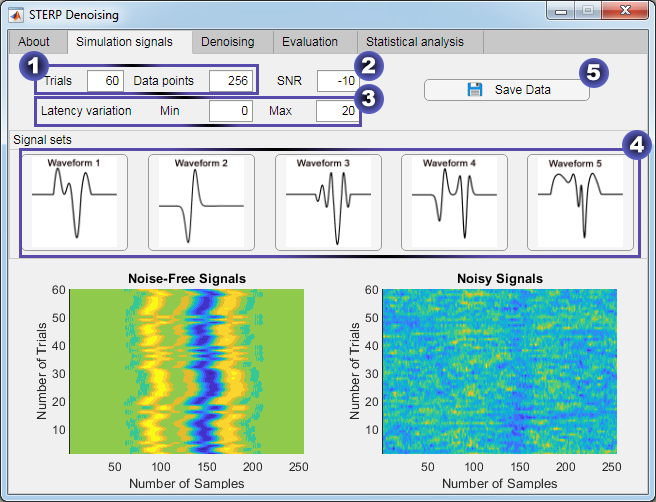 STERP Denoising
About Simulation signals Denoising Evaluation Statistical analysis
1 2
Trials 60 Data points 256 SNR -10 5
Save Data
3
Latency variation Min 0 Max 20
Signal sets 4
Waveform 1 Waveform 2 Waveform 3 Waveform 4 Waveform 5
Noise-Free Signals
60
50
40
30
20
10
Number of Trials
50 100 150 200 250
Number of Samples
Noisy Signals
60
50
40
30
20
10
Number of Trials
50 100 150 200 250
Number of Samples